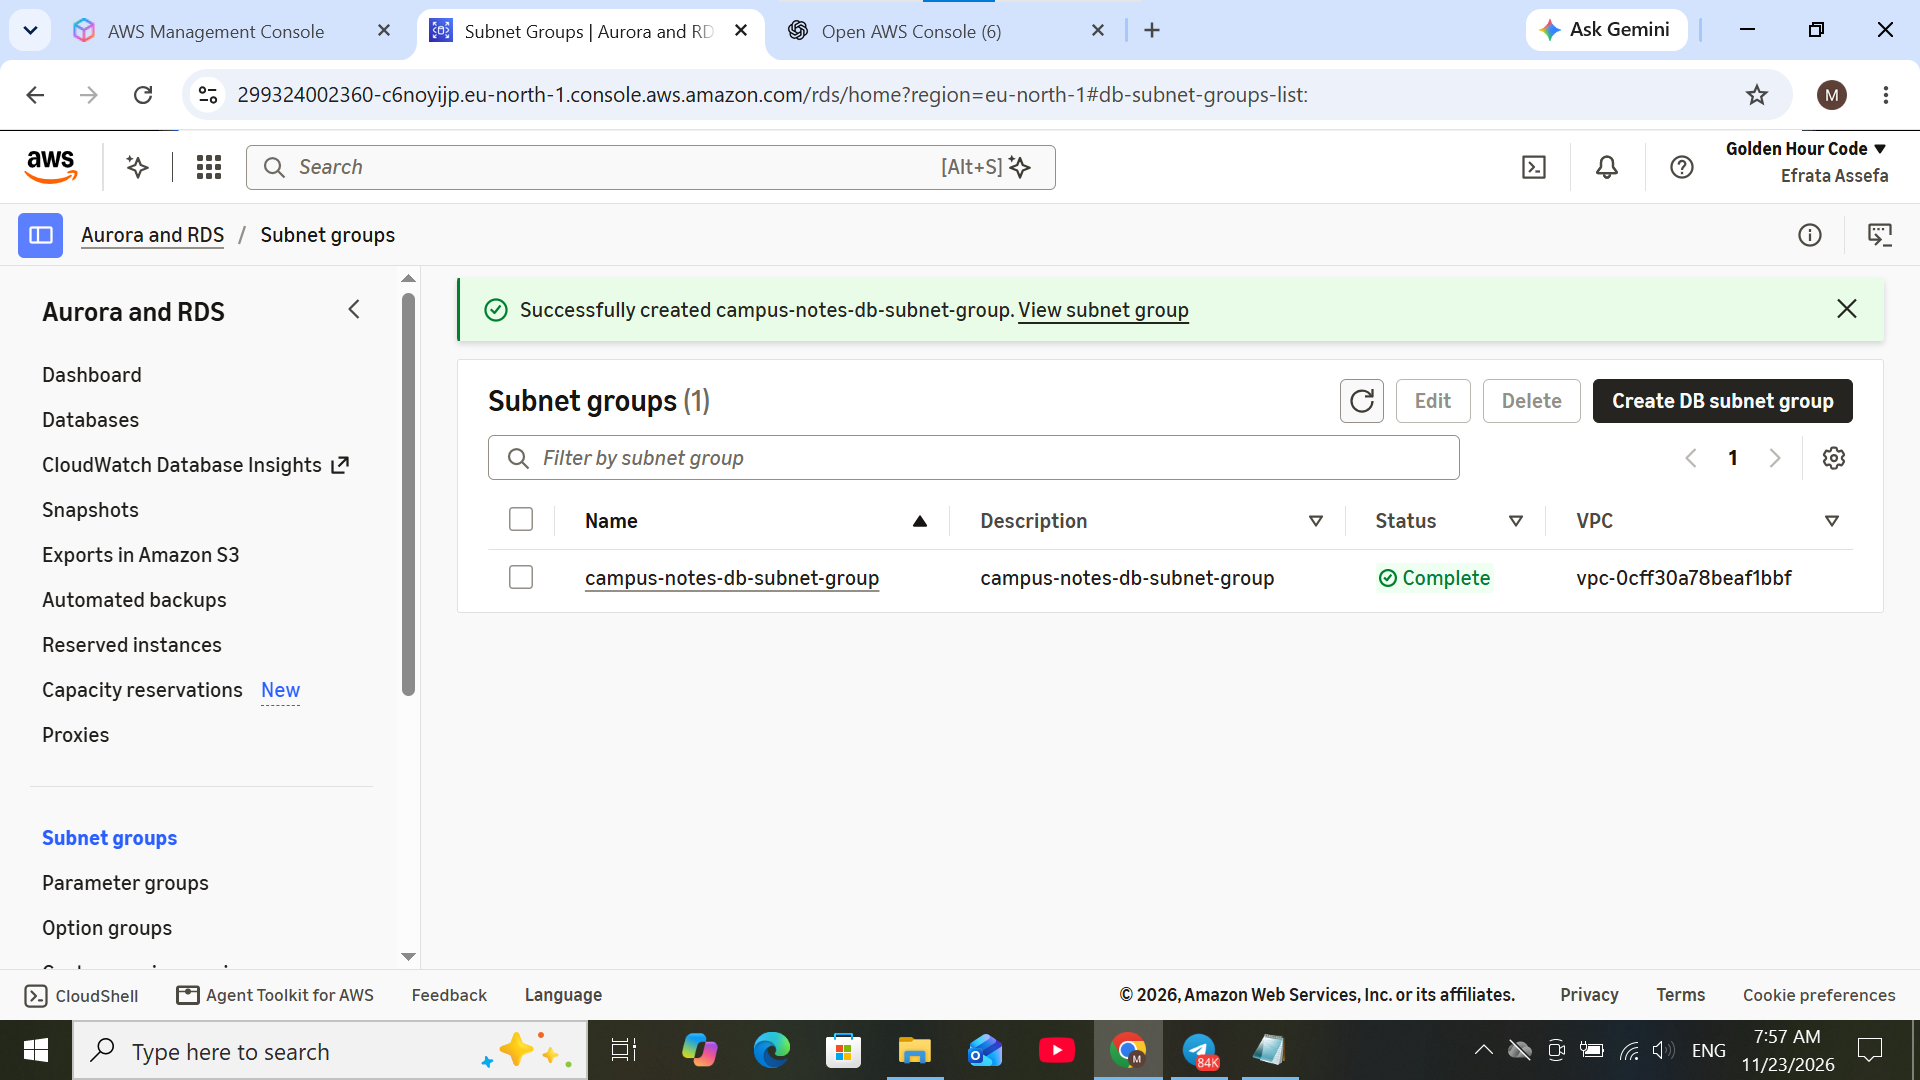 AWS Management Console
Subnet Groups | Aurora and RD
Open AWS Console (6)
Ask Gemini
299324002360-c6noyijp.eu-north-1.console.aws.amazon.com/rds/home?region=eu-north-1#db-subnet-groups-list:
M
aws
Search
[Alt+S]
Golden Hour Code
Efrata Assefa
Aurora and RDS / Subnet groups
Aurora and RDS
Dashboard
Databases
CloudWatch Database Insights
Snapshots
Exports in Amazon S3
Automated backups
Reserved instances
Capacity reservations New
Proxies
Subnet groups
Parameter groups
Option groups
Successfully created campus-notes-db-subnet-group. View subnet group
Subnet groups (1)
Edit
Delete
Create DB subnet group
Filter by subnet group
1
Name Description Status VPC
campus-notes-db-subnet-group campus-notes-db-subnet-group Complete vpc-0cff30a78beaf1bbf
CloudShell
Agent Toolkit for AWS
Feedback
Language
© 2026, Amazon Web Services, Inc. or its affiliates.
Privacy
Terms
Cookie preferences
Type here to search
M
84K
ENG
7:57 AM
11/23/2026